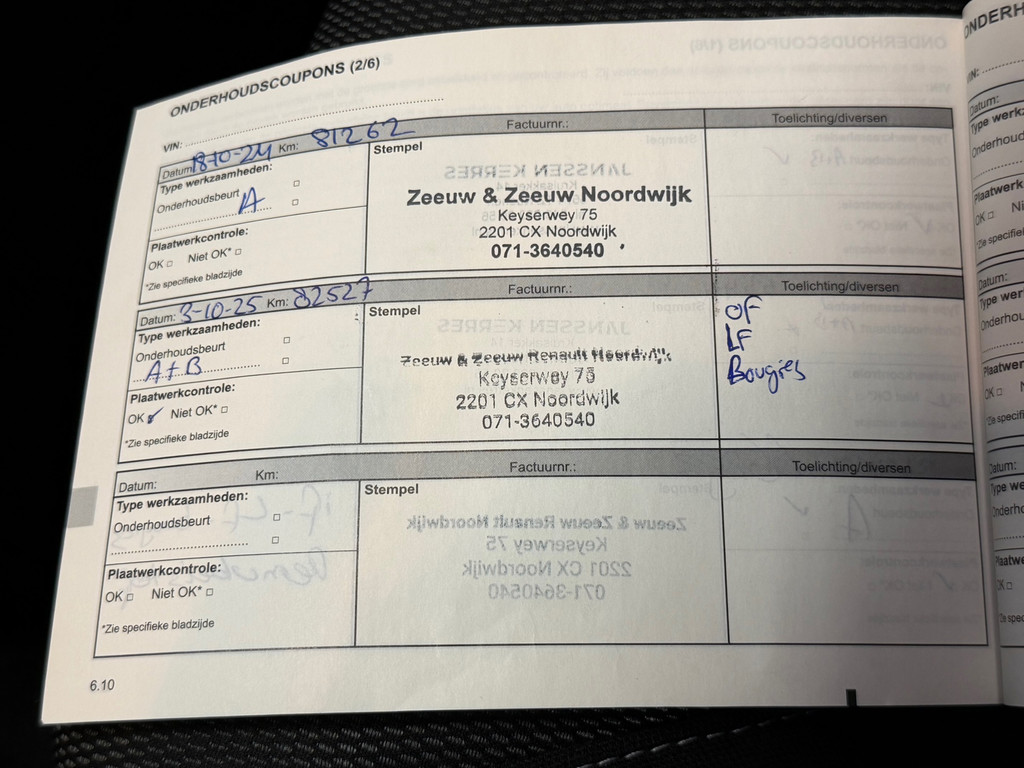 ONDERHOUDSCOUPONS (2/6)
VIN:
Datum: 18-10-24 Km: 81262 Factuurnr.: Toelichting/diversen
Type werkzaamheden:
Onderhoudsbeurt
A
Stempel
Zeeuw & Zeeuw Noordwijk
Keyserwey 75
2201 CX Noordwijk
071-3640540
Plaatwerkcontrole:
OK □ Niet OK* □
*Zie specifieke bladzijde
Datum: 3-10-25 Km: 82527 Factuurnr.: Toelichting/diversen
Type werkzaamheden:
Onderhoudsbeurt
A+B
Stempel
Zeeuw & Zeeuw Renault Noordwijk
Keyserwey 75
2201 CX Noordwijk
071-3640540
OF
LF
Bougies
Plaatwerkcontrole:
OK ✓ Niet OK* □
*Zie specifieke bladzijde
Datum: Km: Factuurnr.: Toelichting/diversen
Type werkzaamheden:
Onderhoudsbeurt
Stempel
Plaatwerkcontrole:
OK □ Niet OK* □
*Zie specifieke bladzijde
6.10